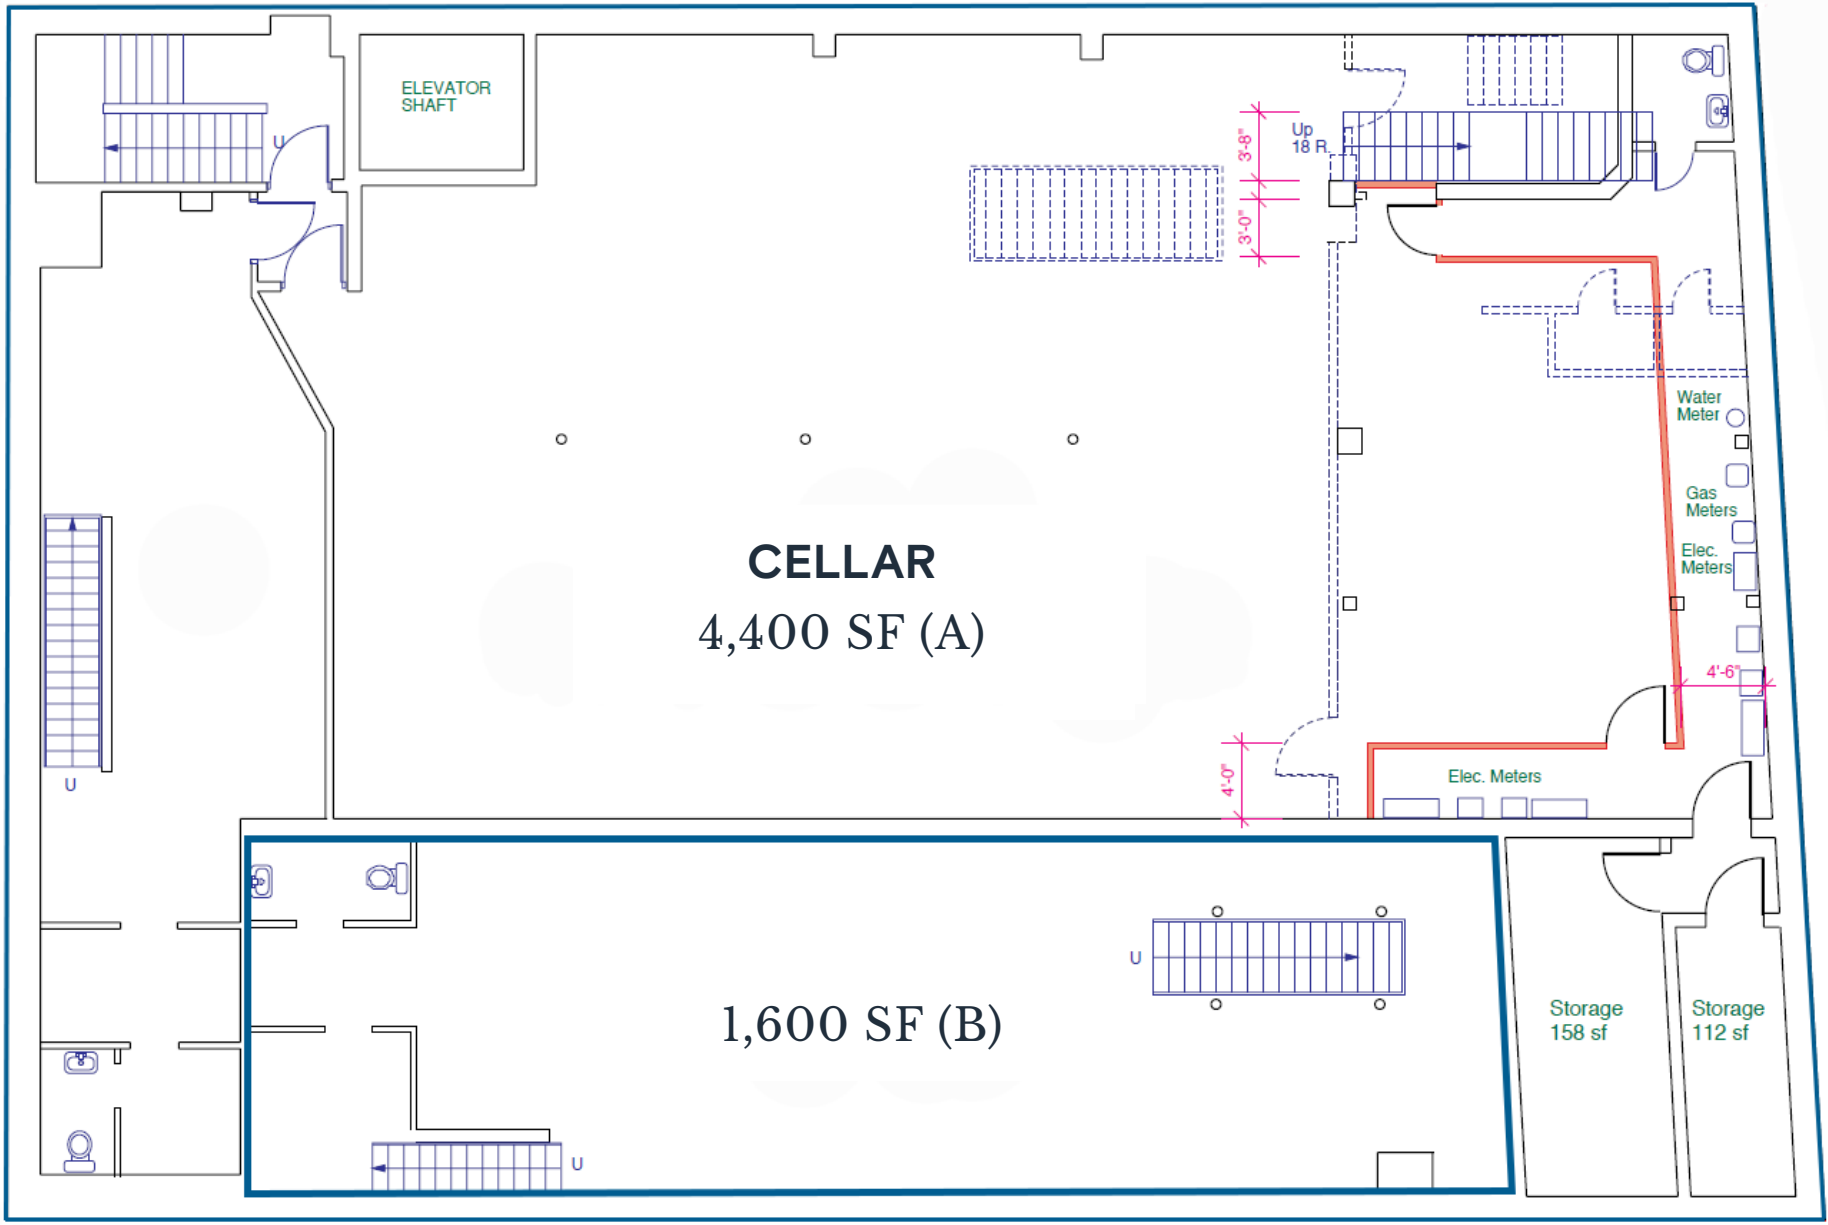 ELEVATOR
SHAFT
U
Up
18 R.
3'-8"
3'-0"
Water
Meter
Gas
Meters
Elec.
Meters
CELLAR
4,400 SF (A)
4'-6"
U
4'-0"
Elec. Meters
U
1,600 SF (B)
Storage
158 sf
Storage
112 sf
U